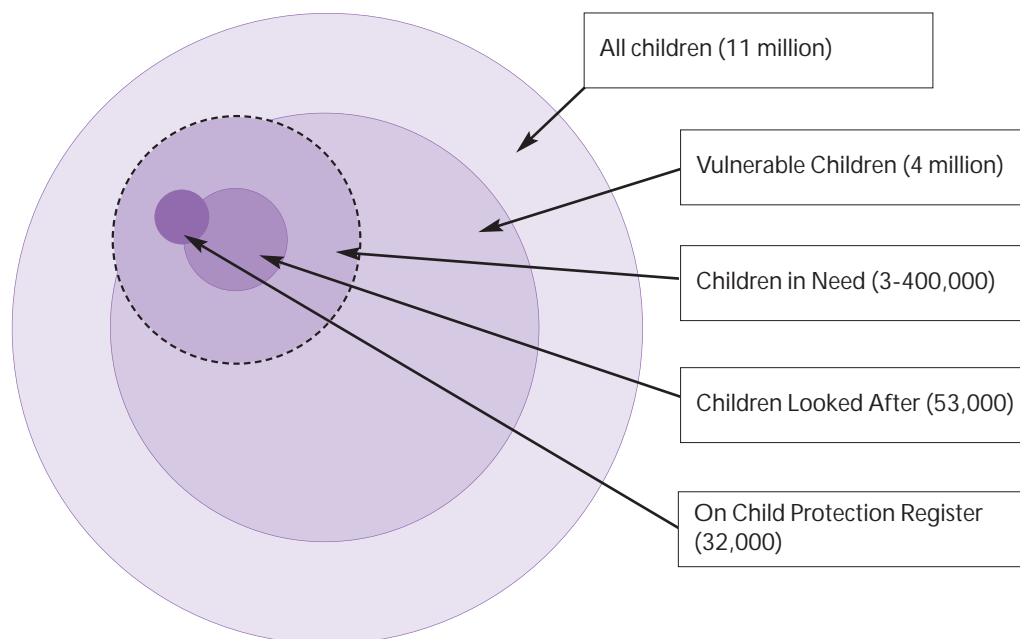 All children (11 million)
Vulnerable Children (4 million)
Children in Need (3-400,000)
Children Looked After (53,000)
On Child Protection Register
(32,000)